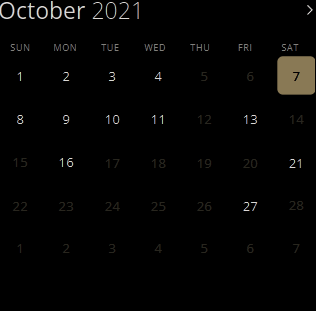 October 2021 >
SUN MON TUE WED THU FRI SAT
1 2 3 4 5 6 7
8 9 10 11 12 13 14
15 16 17 18 19 20 21
22 23 24 25 26 27 28
1 2 3 4 5 6 7